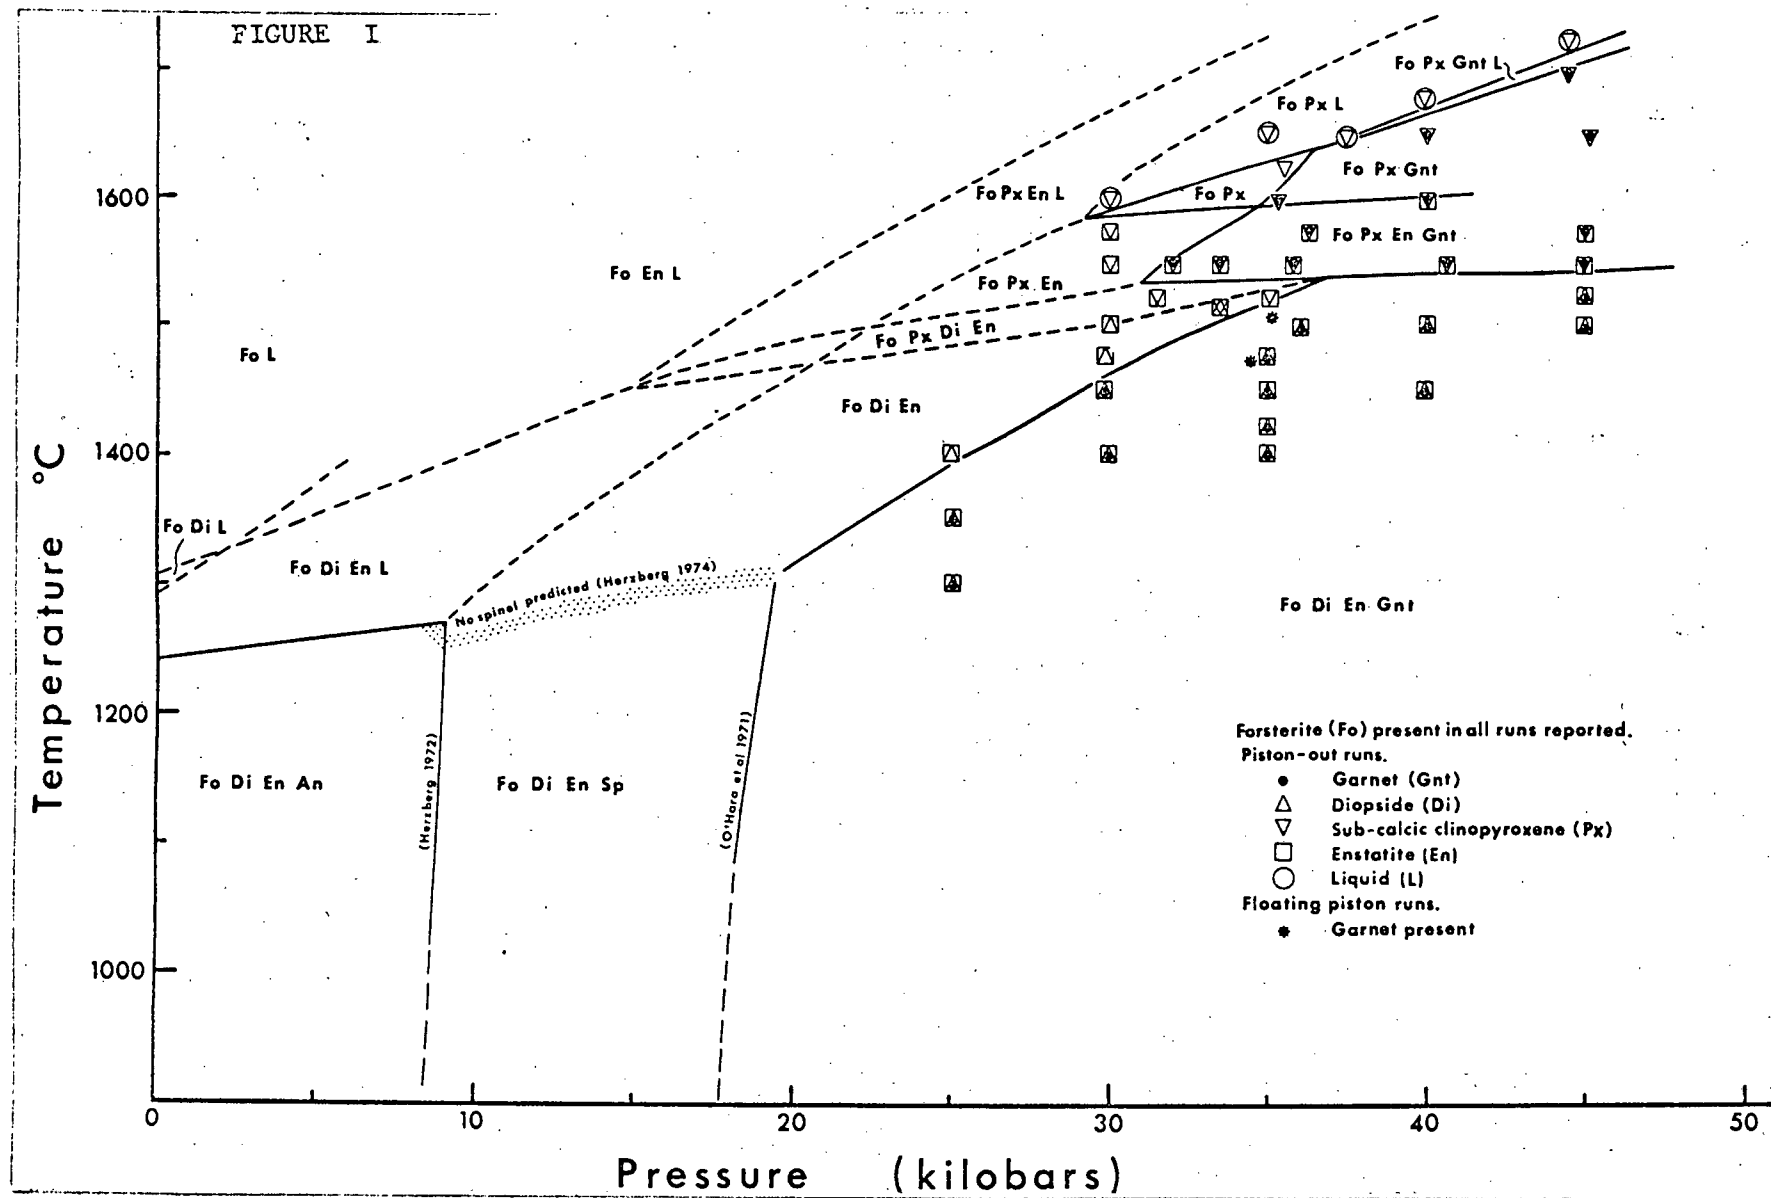 FIGURE I
Fo Px Gnt L
Fo Px L
Fo Px Gnt
1600
Fo Px En L
Fo Px
Fo Px En Gnt
Fo En L
Fo Px En
Fo Px Di En
Fo L
Fo Di En
1400
Fo Di L
Fo Di En L
No spinel predicted (Herzberg 1974)
Fo Di En Gnt
1200
Temperature °C
(Herzberg 1972)
(O'Hara et al 1971)
Fo Di En An
Fo Di En Sp
Forsterite (Fo) present in all runs reported.
Piston-out runs.
Garnet (Gnt)
Diopside (Di)
Sub-calcic clinopyroxene (Px)
Enstatite (En)
Liquid (L)
Floating piston runs.
Garnet present
1000
0 10 20 30 40 50
Pressure (kilobars)